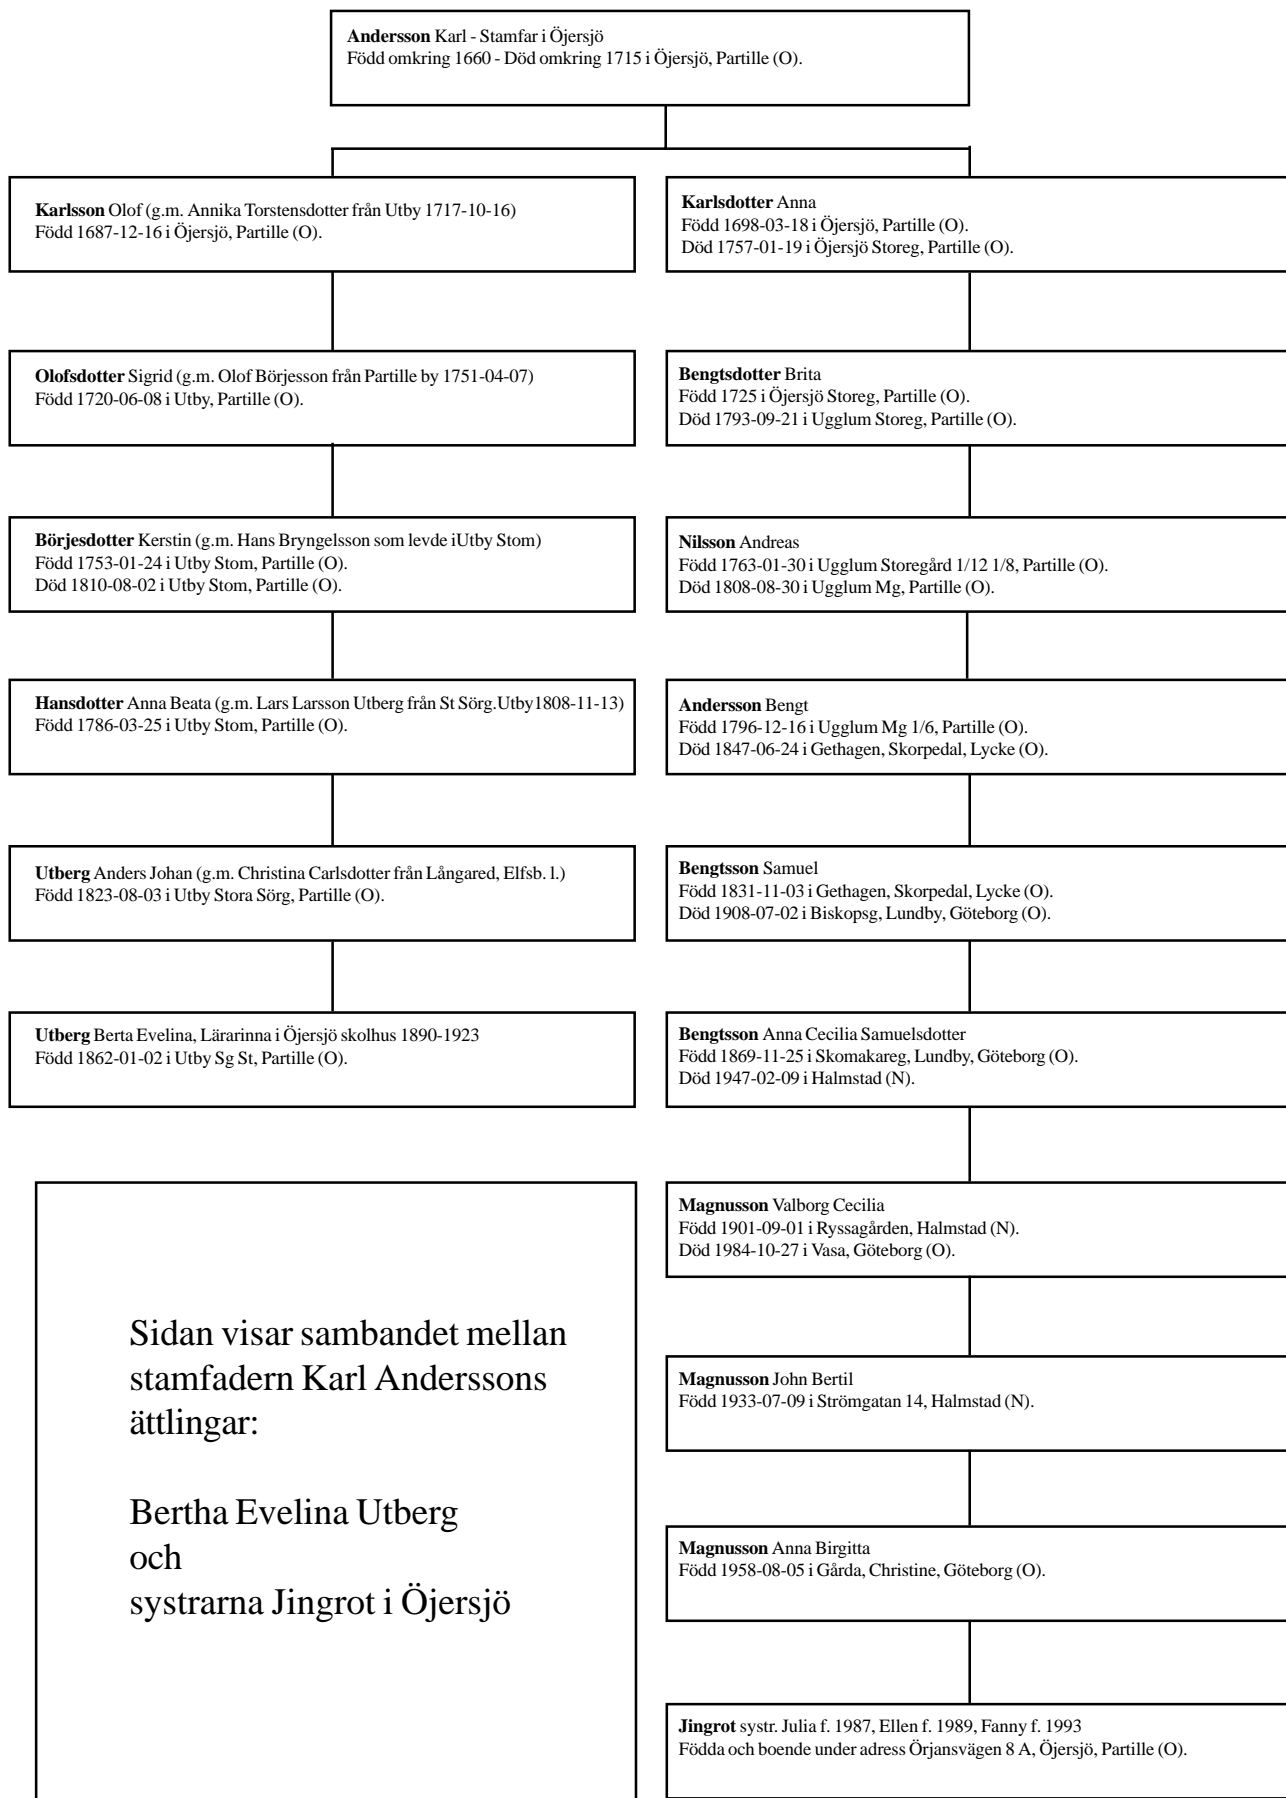 Andersson Karl - Stamfar i Öjersjö
Född omkring 1660 - Död omkring 1715 i Öjersjö, Partille (O).
Karlsson Olof (g.m. Annika Torstensdotter från Utby 1717-10-16)
Född 1687-12-16 i Öjersjö, Partille (O).
Olofsdotter Sigrid (g.m. Olof Börjesson från Partille by 1751-04-07)
Född 1720-06-08 i Utby, Partille (O).
Börjesdotter Kerstin (g.m. Hans Bryngelsson som levde iUtby Stom)
Född 1753-01-24 i Utby Stom, Partille (O).
Död 1810-08-02 i Utby Stom, Partille (O).
Hansdotter Anna Beata (g.m. Lars Larsson Utberg från St Sörg.Utby1808-11-13)
Född 1786-03-25 i Utby Stom, Partille (O).
Utberg Anders Johan (g.m. Christina Carlsdotter från Långared, Elfsb. l.)
Född 1823-08-03 i Utby Stora Sörg, Partille (O).
Utberg Berta Evelina, Lärarinna i Öjersjö skolhus 1890-1923
Född 1862-01-02 i Utby Sg St, Partille (O).
Karlsdotter Anna
Född 1698-03-18 i Öjersjö, Partille (O).
Död 1757-01-19 i Öjersjö Storeg, Partille (O).
Bengtsdotter Brita
Född 1725 i Öjersjö Storeg, Partille (O).
Död 1793-09-21 i Ugglum Storeg, Partille (O).
Nilsson Andreas
Född 1763-01-30 i Ugglum Storegård 1/12 1/8, Partille (O).
Död 1808-08-30 i Ugglum Mg, Partille (O).
Andersson Bengt
Född 1796-12-16 i Ugglum Mg 1/6, Partille (O).
Död 1847-06-24 i Gethagen, Skorpedal, Lycke (O).
Bengtsson Samuel
Född 1831-11-03 i Gethagen, Skorpedal, Lycke (O).
Död 1908-07-02 i Biskopsg, Lundby, Göteborg (O).
Bengtsson Anna Cecilia Samuelsdotter
Född 1869-11-25 i Skomakareg, Lundby, Göteborg (O).
Död 1947-02-09 i Halmstad (N).
Magnusson Valborg Cecilia
Född 1901-09-01 i Ryssagården, Halmstad (N).
Död 1984-10-27 i Vasa, Göteborg (O).
Magnusson John Bertil
Född 1933-07-09 i Strömgatan 14, Halmstad (N).
Magnusson Anna Birgitta
Född 1958-08-05 i Gårda, Christine, Göteborg (O).
Jingrot systr. Julia f. 1987, Ellen f. 1989, Fanny f. 1993
Födda och boende under adress Örjansvägen 8 A, Öjersjö, Partille (O).
Sidan visar sambandet mellan
stamfadern Karl Anderssons
ättlingar:
Bertha Evelina Utberg
och
systrarna Jingrot i Öjersjö